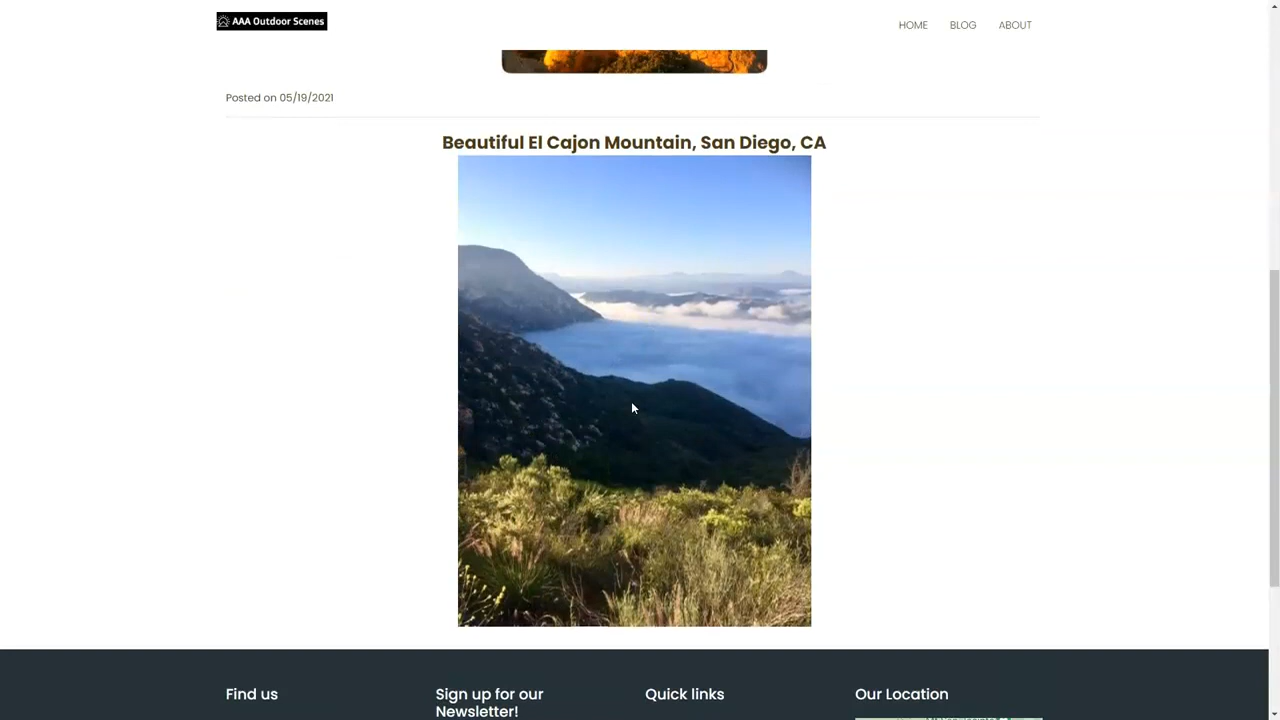 AAA Outdoor Scenes
HOME BLOG ABOUT
Posted on 05/19/2021
Beautiful El Cajon Mountain, San Diego, CA
Find us
Sign up for our
Newsletter!
Quick links
Our Location